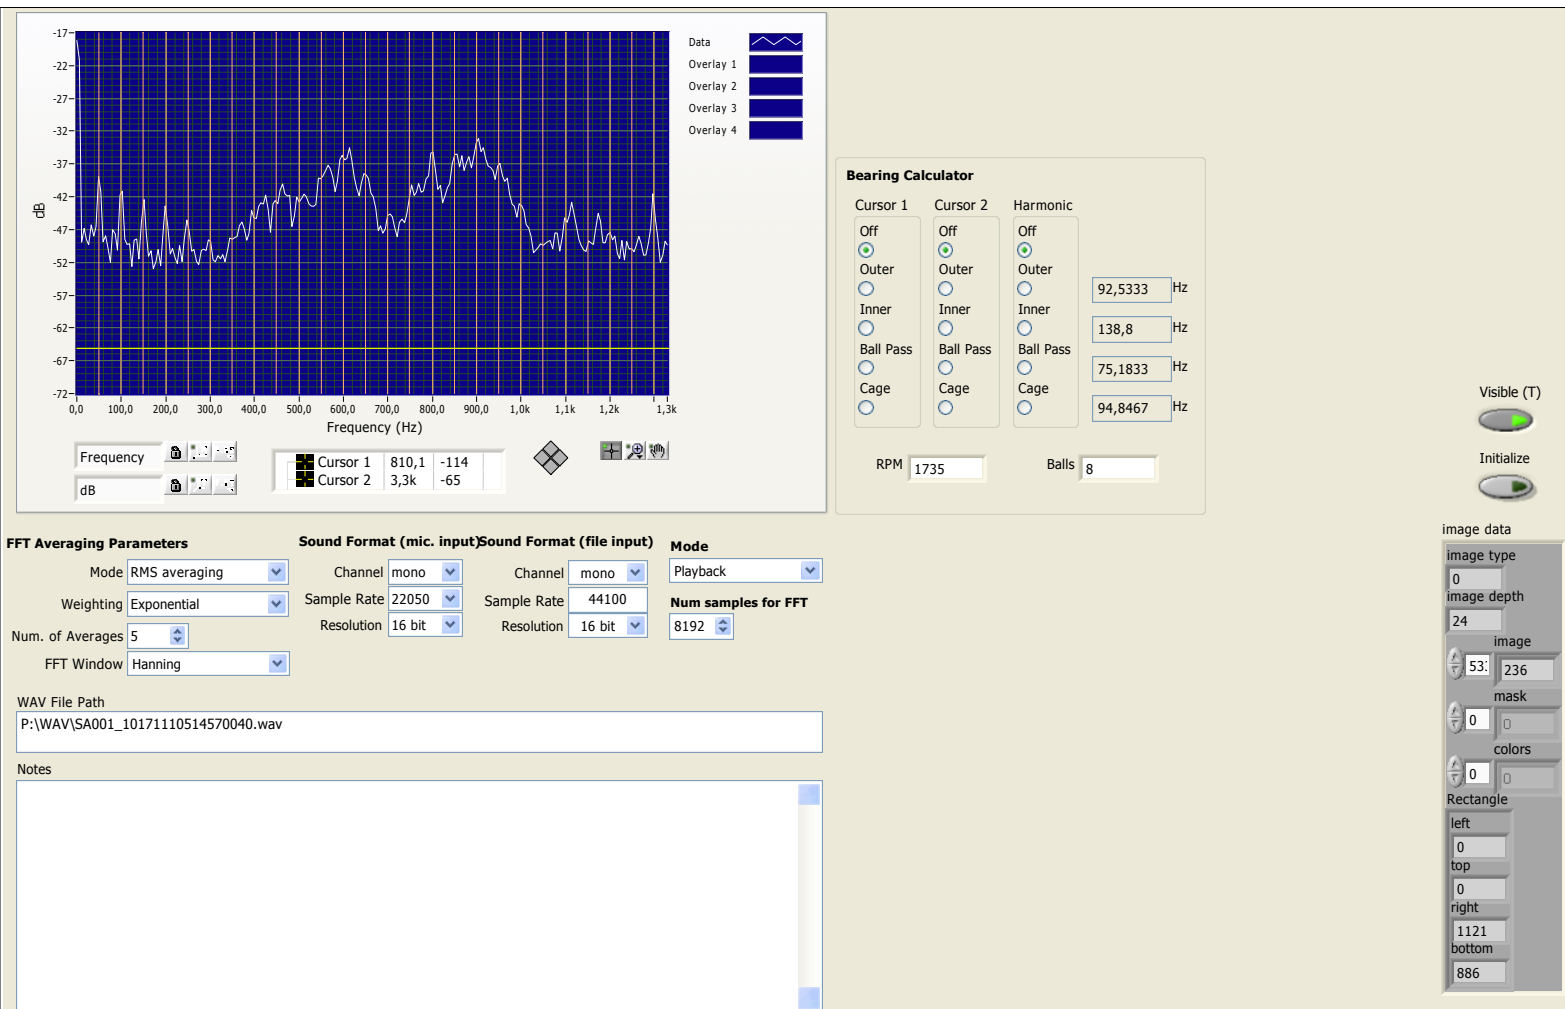 -17
-22
-27
-32
-37
-42
-47
-52
-57
-62
-67
-72
dB
0,0 100,0 200,0 300,0 400,0 500,0 600,0 700,0 800,0 900,0 1,0k 1,1k 1,2k 1,3k
Frequency (Hz)
Data
Overlay 1
Overlay 2
Overlay 3
Overlay 4
Frequency
dB
Cursor 1 810,1 -114
Cursor 2 3,3k -65
Bearing Calculator
Cursor 1 Cursor 2 Harmonic
Off Off Off
Outer Outer Outer
92,5333 Hz
Inner Inner Inner
138,8 Hz
Ball Pass Ball Pass Ball Pass
75,1833 Hz
Cage Cage Cage
94,8467 Hz
RPM 1735 Balls 8
Visible (T)
Initialize
FFT Averaging Parameters
Mode RMS averaging
Weighting Exponential
Num. of Averages 5
FFT Window Hanning
Sound Format (mic. input)
Channel mono
Sample Rate 22050
Resolution 16 bit
Sound Format (file input)
Channel mono
Sample Rate 44100
Resolution 16 bit
Mode
Playback
Num samples for FFT
8192
WAV File Path
P:\WAV\SA001_10171110514570040.wav
Notes
image data
image type
0
image depth
24
image
236
mask
0 0
colors
0 0
Rectangle
left
0
top
0
right
1121
bottom
886